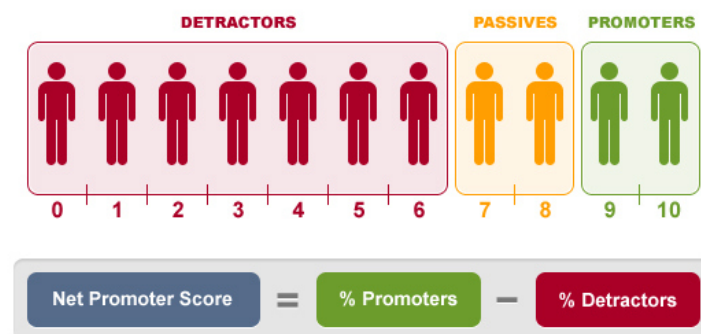 DETRACTORS PASSIVES PROMOTERS
0 1 2 3 4 5 6 7 8 9 10
Net Promoter Score = % Promoters − % Detractors